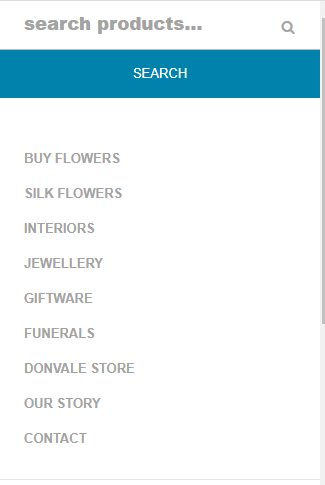 search products...
SEARCH
BUY FLOWERS
SILK FLOWERS
INTERIORS
JEWELLERY
GIFTWARE
FUNERALS
DONVALE STORE
OUR STORY
CONTACT